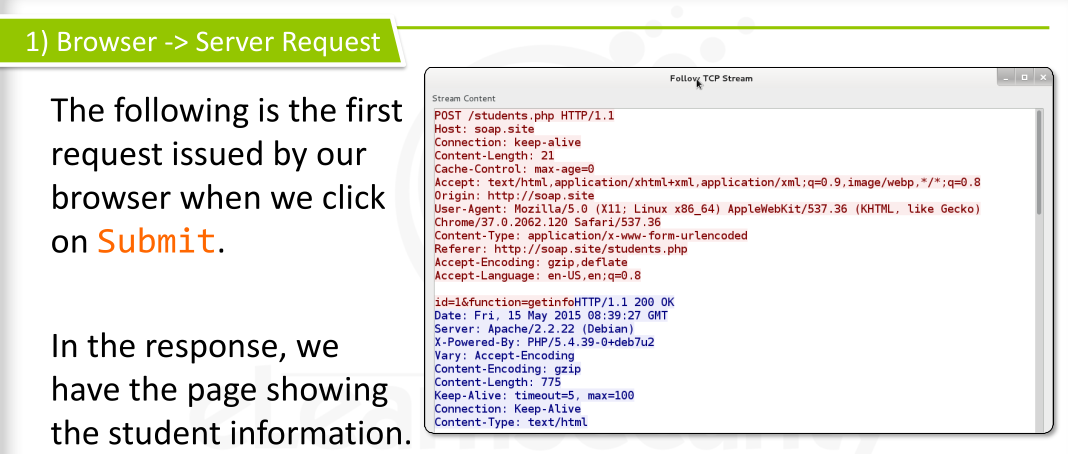 1) Browser -> Server Request
The following is the first
request issued by our
browser when we click
on Submit.
In the response, we
have the page showing
the student information.
Follow TCP Stream
Stream Content
POST /students.php HTTP/1.1
Host: soap.site
Connection: keep-alive
Content-Length: 21
Cache-Control: max-age=0
Accept: text/html,application/xhtml+xml,application/xml;q=0.9,image/webp,*/*;q=0.8
Origin: http://soap.site
User-Agent: Mozilla/5.0 (X11; Linux x86_64) AppleWebKit/537.36 (KHTML, like Gecko)
Chrome/37.0.2062.120 Safari/537.36
Content-Type: application/x-www-form-urlencoded
Referer: http://soap.site/students.php
Accept-Encoding: gzip,deflate
Accept-Language: en-US,en;q=0.8
id=1&function=getinfoHTTP/1.1 200 OK
Date: Fri, 15 May 2015 08:39:27 GMT
Server: Apache/2.2.22 (Debian)
X-Powered-By: PHP/5.4.39-0+deb7u2
Vary: Accept-Encoding
Content-Encoding: gzip
Content-Length: 775
Keep-Alive: timeout=5, max=100
Connection: Keep-Alive
Content-Type: text/html